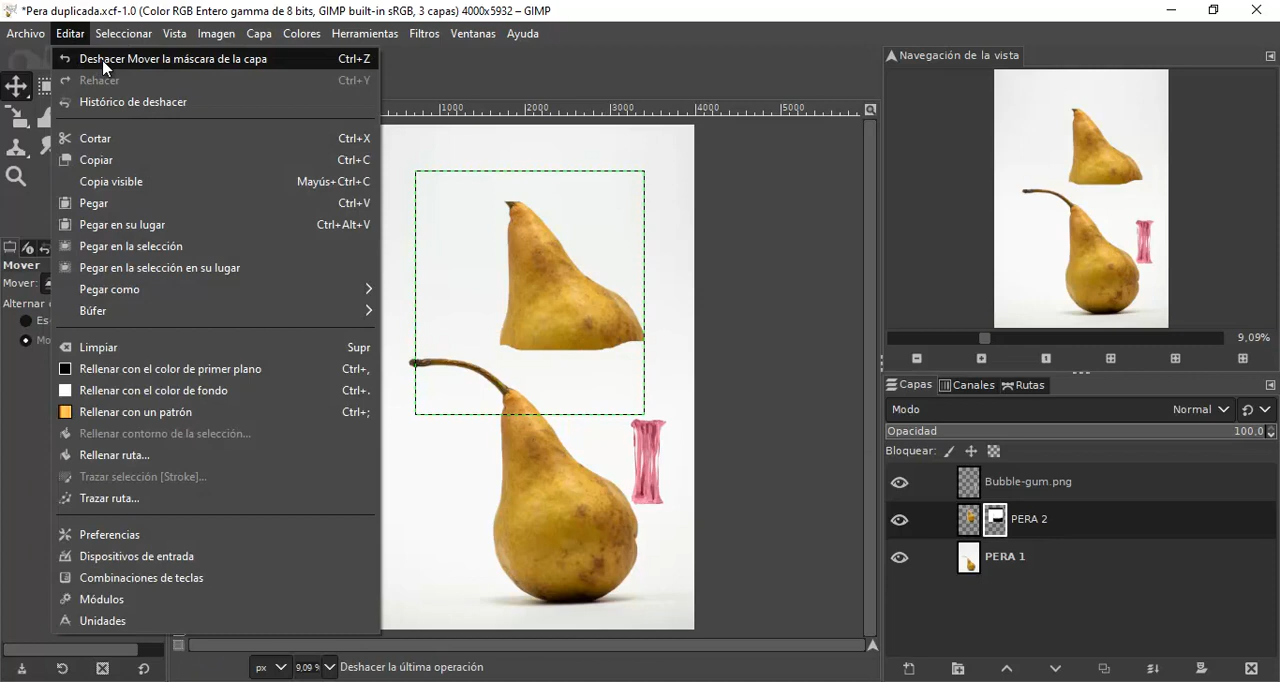 *Pera duplicada.xcf-1.0 (Color RGB Entero gamma de 8 bits, GIMP built-in sRGB, 3 capas) 4000x5932 – GIMP
Archivo Editar Seleccionar Vista Imagen Capa Colores Herramientas Filtros Ventanas Ayuda
Deshacer Mover la máscara de la capa Ctrl+Z
Rehacer Ctrl+Y
Histórico de deshacer
Cortar Ctrl+X
Copiar Ctrl+C
Copia visible Mayús+Ctrl+C
Pegar Ctrl+V
Pegar en su lugar Ctrl+Alt+V
Pegar en la selección
Pegar en la selección en su lugar
Pegar como
Búfer
Limpiar Supr
Rellenar con el color de primer plano Ctrl+,
Rellenar con el color de fondo Ctrl+.
Rellenar con un patrón Ctrl+;
Rellenar contorno de la selección...
Rellenar ruta...
Trazar selección [Stroke]...
Trazar ruta...
Preferencias
Dispositivos de entrada
Combinaciones de teclas
Módulos
Unidades
Mover
Mover:
Alternar
Es
Mo
1000 2000 3000 4000 5000
px 9,09 % Deshacer la última operación
Navegación de la vista
9,09%
Capas Canales Rutas
Modo Normal
Opacidad 100,0
Bloquear:
Bubble-gum.png
PERA 2
PERA 1